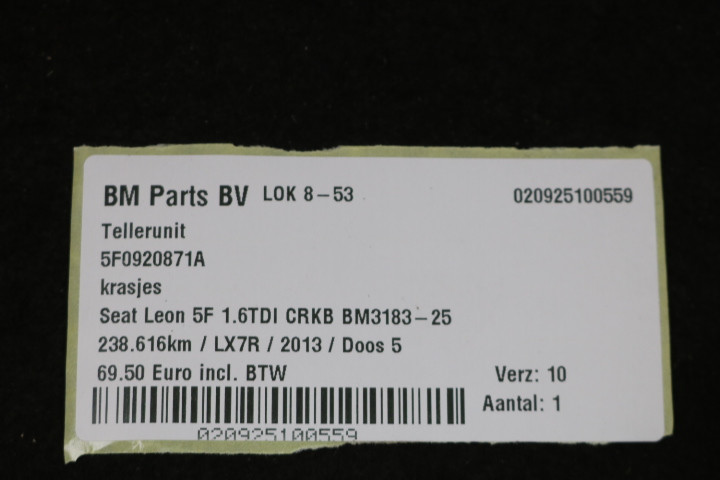 BM Parts BV LOK 8-53 020925100559
Tellerunit
5F0920871A
krasjes
Seat Leon 5F 1.6TDI CRKB BM3183-25
238.616km / LX7R / 2013 / Doos 5
69.50 Euro incl. BTW Verz: 10
Aantal: 1
020925100559